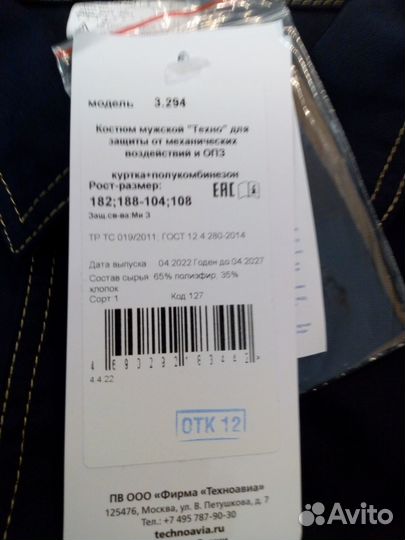 модель 3.294
Костюм мужской "Техно" для
защиты от механических
воздействий и ОПЗ
куртка+полукомбинезон
Рост-размер:
182;188-104;108
ЕАС
Защ.св-ва:Ми З
ТР ТС 019/2011, ГОСТ 12.4.280-2014
Дата выпуска 04.2022 Годен до 04.2027
Состав сырья 65% полиэфир, 35%
хлопок
Сорт 1 Код 127
4.4.22
ОТК 12
ПВ ООО «Фирма «Техноавиа»
125476, Москва, ул. В. Петушкова, д. 7
Тел.: +7 495 787-90-30
technoavia.ru
Avito